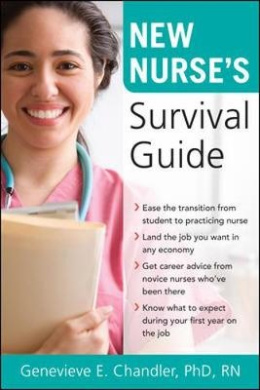 NEW
NURSE'S
Survival
Guide
› Ease the transition from
student to practicing nurse
› Land the job you want in
any economy
› Get career advice from
novice nurses who've
been there
› Know what to expect
during your first year on
the job
Genevieve E. Chandler, PhD, RN